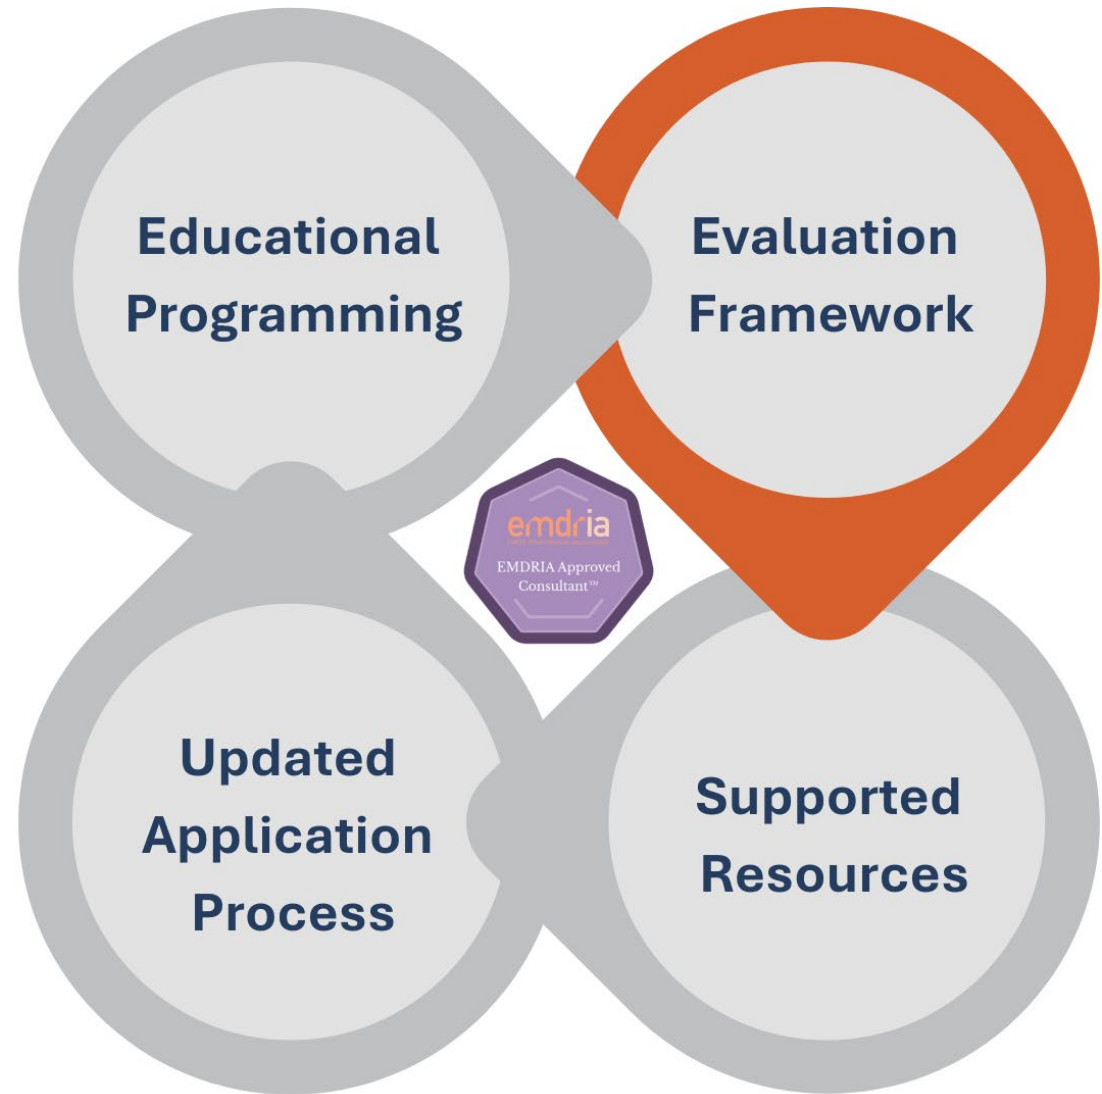 Educational
Programming
Evaluation
Framework
emdria
EMDRIA Approved
Consultant™
Updated
Application
Process
Supported
Resources